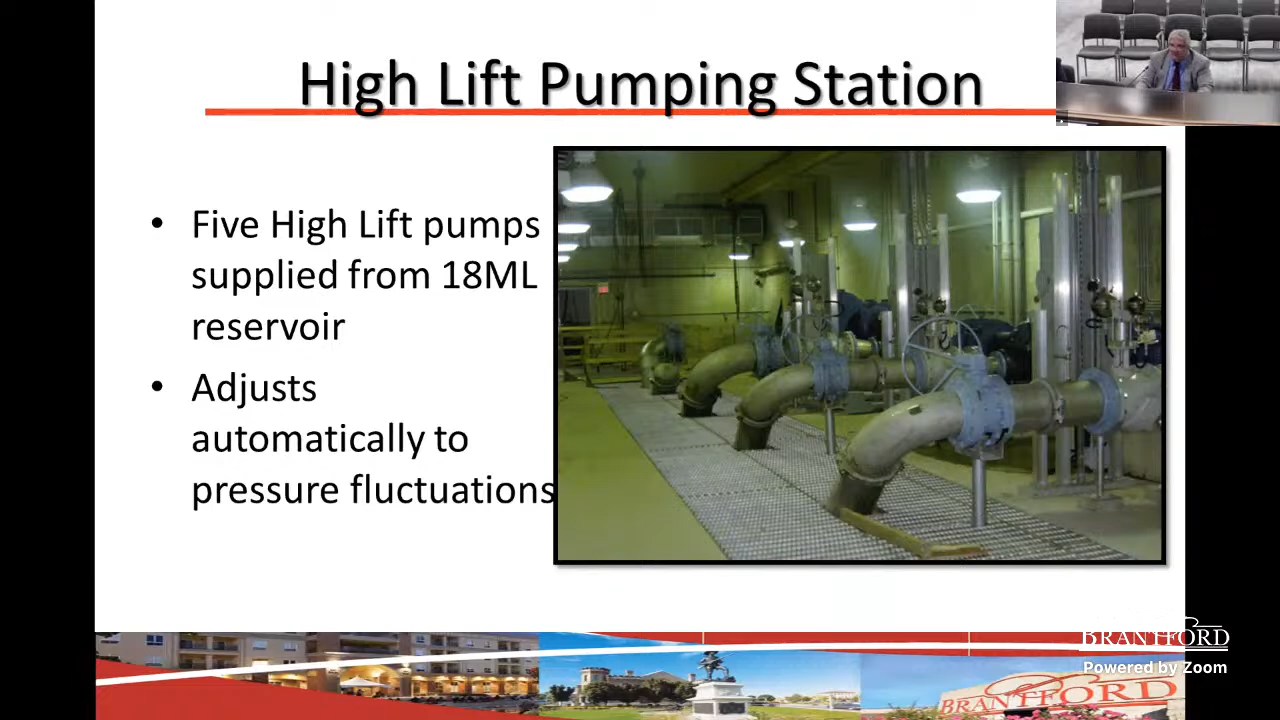 High Lift Pumping Station
• Five High Lift pumps
supplied from 18ML
reservoir
• Adjusts
automatically to
pressure fluctuations
BRANTFORD
Powered by Zoom
BRANTFORD